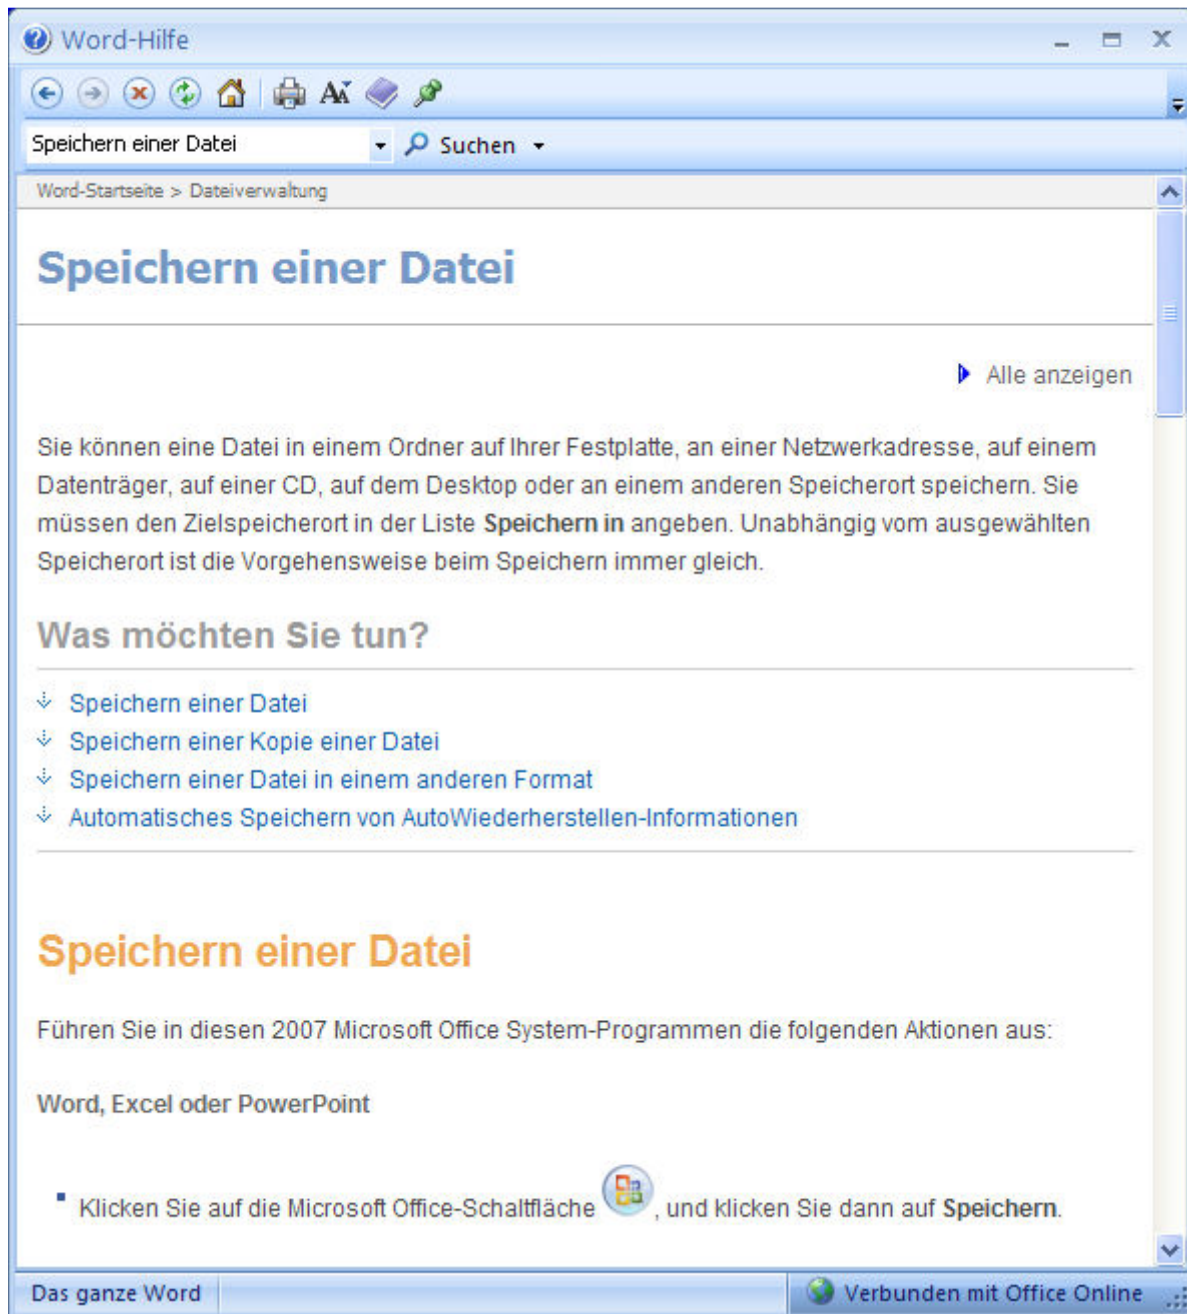 Word-Hilfe
Speichern einer Datei
Suchen
Word-Startseite > Dateiverwaltung
Speichern einer Datei
Alle anzeigen
Sie können eine Datei in einem Ordner auf Ihrer Festplatte, an einer Netzwerkadresse, auf einem
Datenträger, auf einer CD, auf dem Desktop oder an einem anderen Speicherort speichern. Sie
müssen den Zielspeicherort in der Liste Speichern in angeben. Unabhängig vom ausgewählten
Speicherort ist die Vorgehensweise beim Speichern immer gleich.
Was möchten Sie tun?
Speichern einer Datei
Speichern einer Kopie einer Datei
Speichern einer Datei in einem anderen Format
Automatisches Speichern von AutoWiederherstellen-Informationen
Speichern einer Datei
Führen Sie in diesen 2007 Microsoft Office System-Programmen die folgenden Aktionen aus:
Word, Excel oder PowerPoint
Klicken Sie auf die Microsoft Office-Schaltfläche , und klicken Sie dann auf Speichern.
Das ganze Word
Verbunden mit Office Online